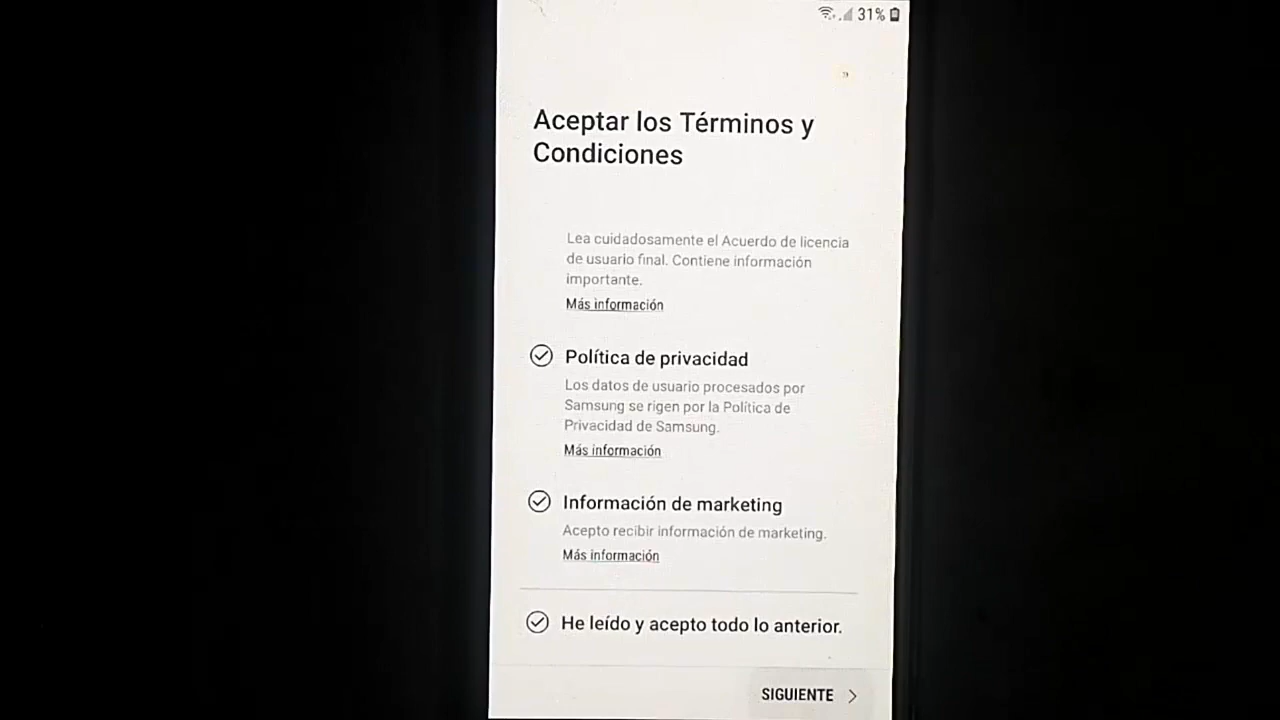 31%
»
Aceptar los Términos y
Condiciones
Lea cuidadosamente el Acuerdo de licencia
de usuario final. Contiene información
importante.
Más información
Política de privacidad
Los datos de usuario procesados por
Samsung se rigen por la Política de
Privacidad de Samsung.
Más información
Información de marketing
Acepto recibir información de marketing.
Más información
He leído y acepto todo lo anterior.
SIGUIENTE >